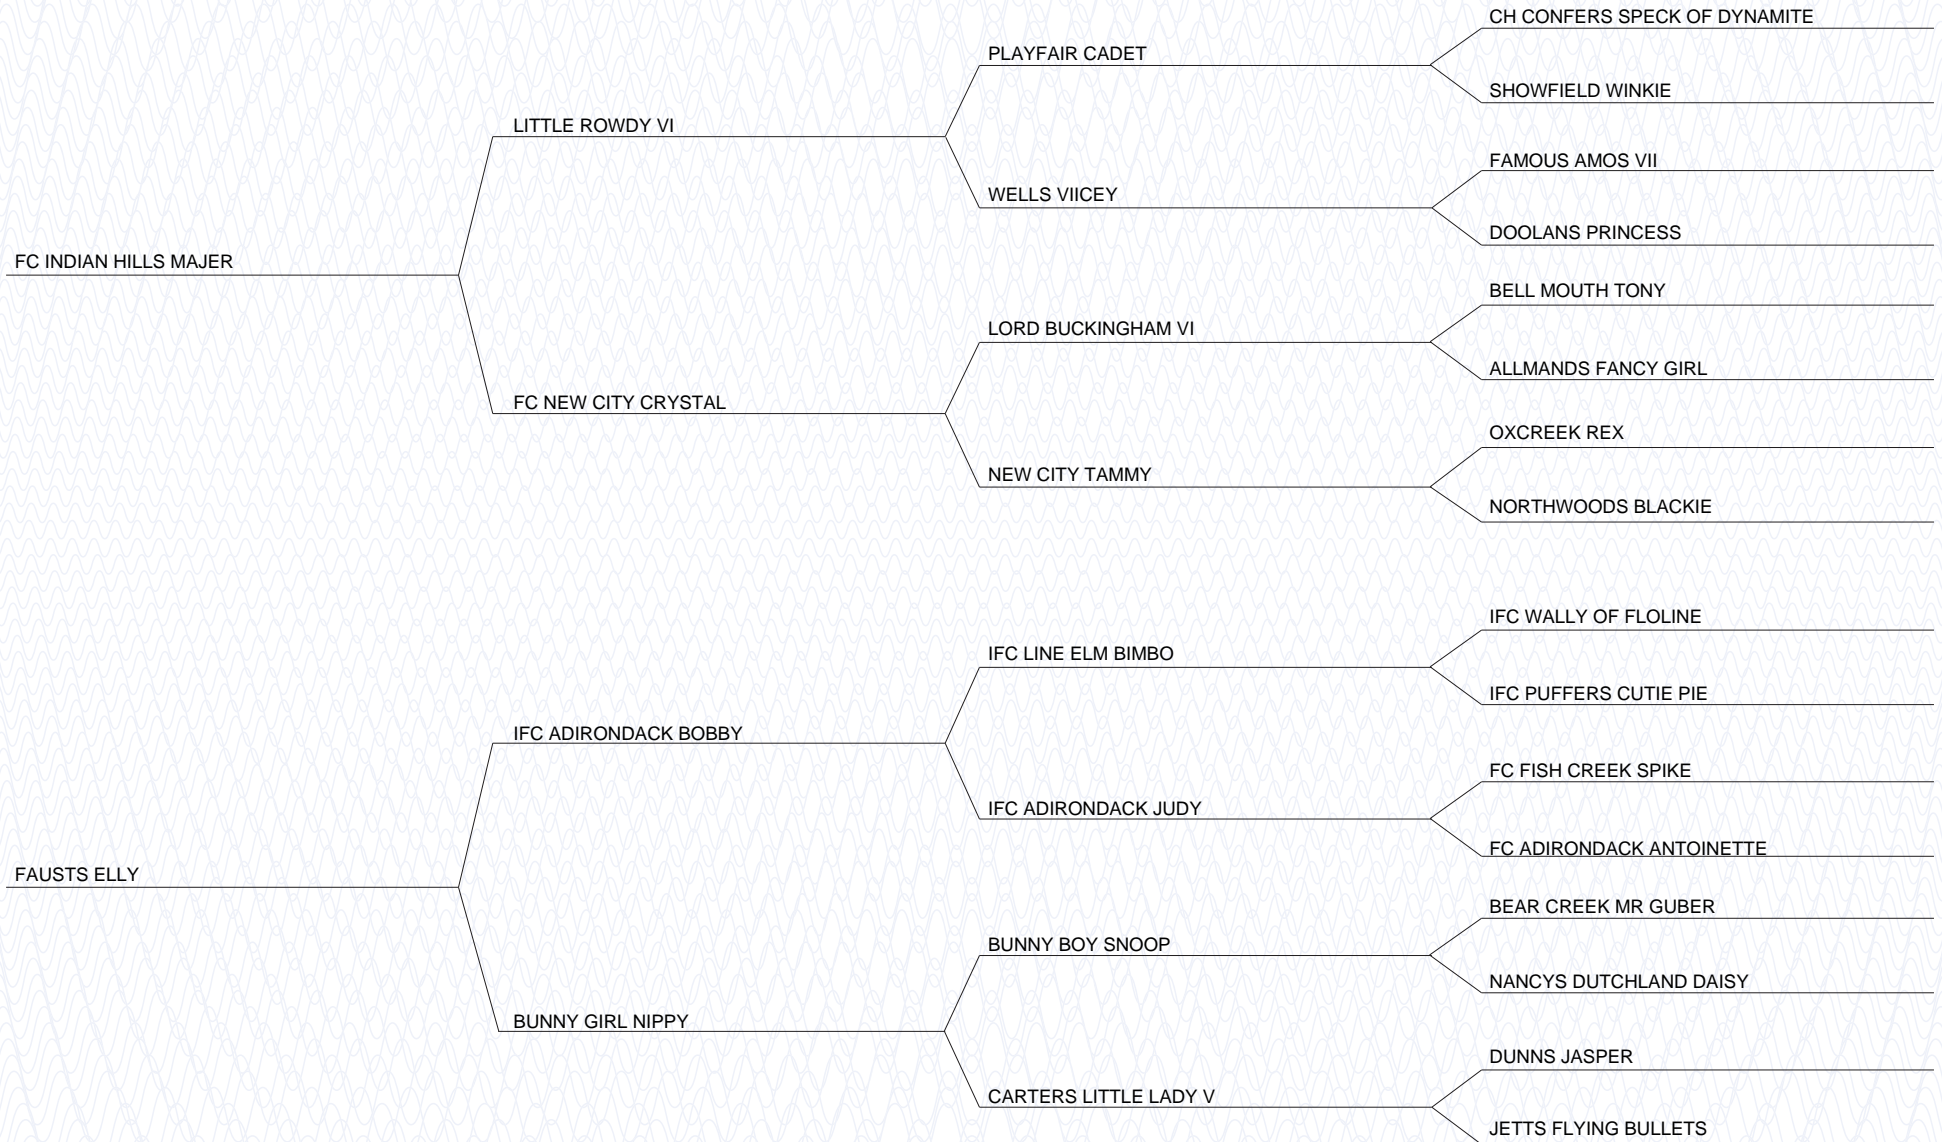 CH CONFERS SPECK OF DYNAMITE
PLAYFAIR CADET
SHOWFIELD WINKIE
LITTLE ROWDY VI
FAMOUS AMOS VII
WELLS VIICEY
DOOLANS PRINCESS
FC INDIAN HILLS MAJER
BELL MOUTH TONY
LORD BUCKINGHAM VI
ALLMANDS FANCY GIRL
FC NEW CITY CRYSTAL
OXCREEK REX
NEW CITY TAMMY
NORTHWOODS BLACKIE
IFC WALLY OF FLOLINE
IFC LINE ELM BIMBO
IFC PUFFERS CUTIE PIE
IFC ADIRONDACK BOBBY
FC FISH CREEK SPIKE
IFC ADIRONDACK JUDY
FC ADIRONDACK ANTOINETTE
FAUSTS ELLY
BEAR CREEK MR GUBER
BUNNY BOY SNOOP
NANCYS DUTCHLAND DAISY
BUNNY GIRL NIPPY
DUNNS JASPER
CARTERS LITTLE LADY V
JETTS FLYING BULLETS